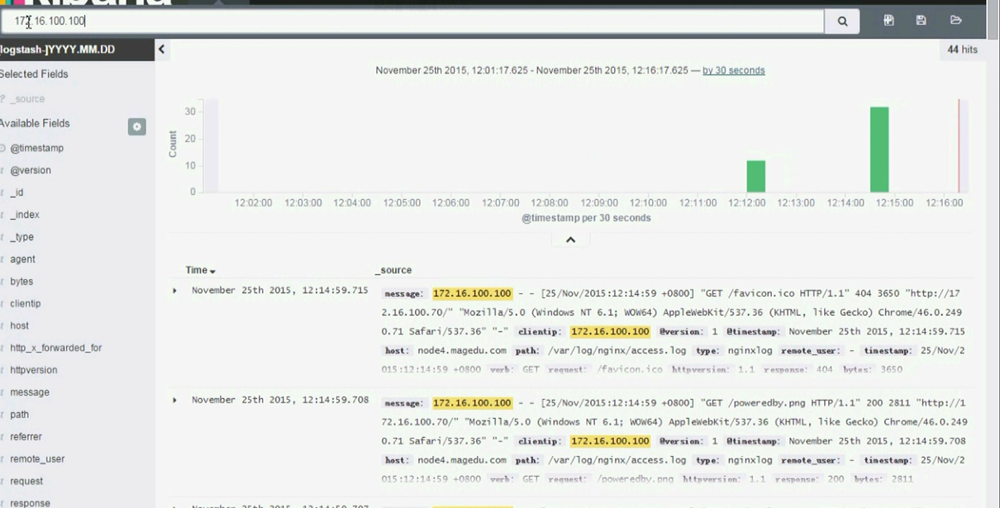 kibana
172.16.100.100
[logstash-]YYYY.MM.DD
44 hits
Selected Fields
? _source
Available Fields
@timestamp
t @version
t _id
t _index
t _type
t agent
t bytes
t clientip
t host
t http_x_forwarded_for
t httpversion
t message
t path
t referrer
t remote_user
t request
t response
November 25th 2015, 12:01:17.625 - November 25th 2015, 12:16:17.625 — by 30 seconds
Count
30
20
10
0
12:02:00 12:03:00 12:04:00 12:05:00 12:06:00 12:07:00 12:08:00 12:09:00 12:10:00 12:11:00 12:12:00 12:13:00 12:14:00 12:15:00 12:16:00
@timestamp per 30 seconds
Time _source
November 25th 2015, 12:14:59.715
message: 172.16.100.100 - - [25/Nov/2015:12:14:59 +0800] "GET /favicon.ico HTTP/1.1" 404 3650 "http://17
2.16.100.70/" "Mozilla/5.0 (Windows NT 6.1; WOW64) AppleWebKit/537.36 (KHTML, like Gecko) Chrome/46.0.249
0.71 Safari/537.36" "-" clientip: 172.16.100.100 @version: 1 @timestamp: November 25th 2015, 12:14:59.715
host: node4.magedu.com path: /var/log/nginx/access.log type: nginxlog remote_user: - timestamp: 25/Nov/2
015:12:14:59 +0800 verb: GET request: /favicon.ico httpversion: 1.1 response: 404 bytes: 3650
November 25th 2015, 12:14:59.708
message: 172.16.100.100 - - [25/Nov/2015:12:14:59 +0800] "GET /poweredby.png HTTP/1.1" 200 2811 "http://1
72.16.100.70/" "Mozilla/5.0 (Windows NT 6.1; WOW64) AppleWebKit/537.36 (KHTML, like Gecko) Chrome/46.0.249
0.71 Safari/537.36" "-" clientip: 172.16.100.100 @version: 1 @timestamp: November 25th 2015, 12:14:59.708
host: node4.magedu.com path: /var/log/nginx/access.log type: nginxlog remote_user: - timestamp: 25/Nov/2
015:12:14:59 +0800 verb: GET request: /poweredby.png httpversion: 1.1 response: 200 bytes: 2811